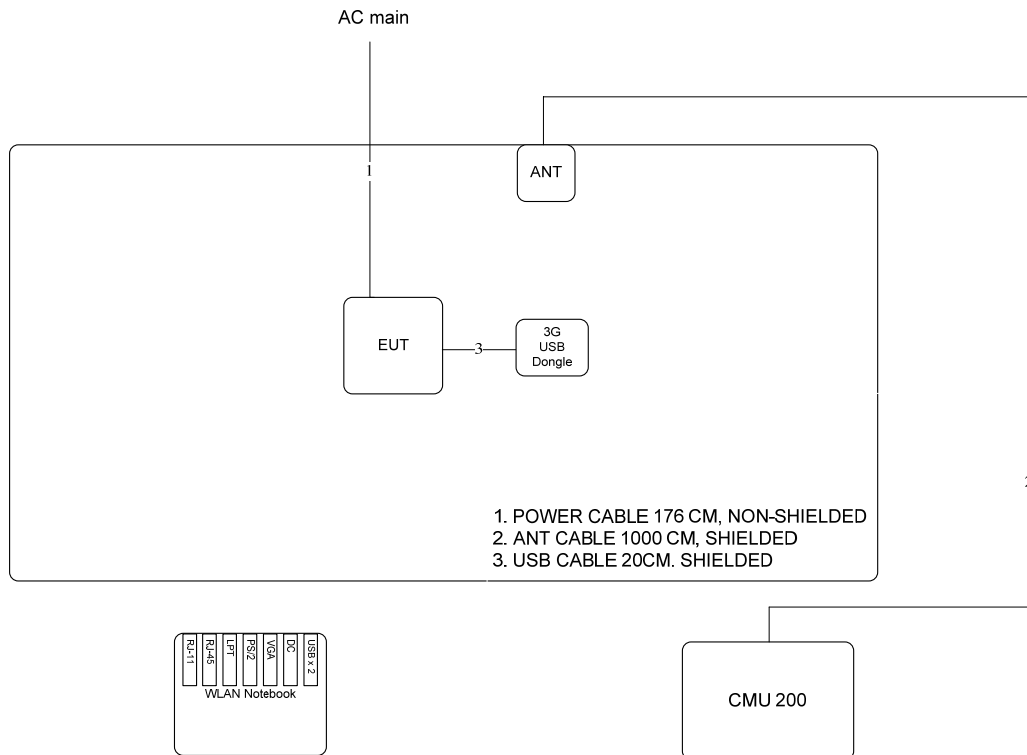 AC main
ANT
1
EUT
3
3G
USB
Dongle
2
1. POWER CABLE 176 CM, NON-SHIELDED
2. ANT CABLE 1000 CM, SHIELDED
3. USB CABLE 20CM. SHIELDED
RJ-11
RJ-45
LPT
PS/2
VGA
DC
USB x 2
WLAN Notebook
CMU 200